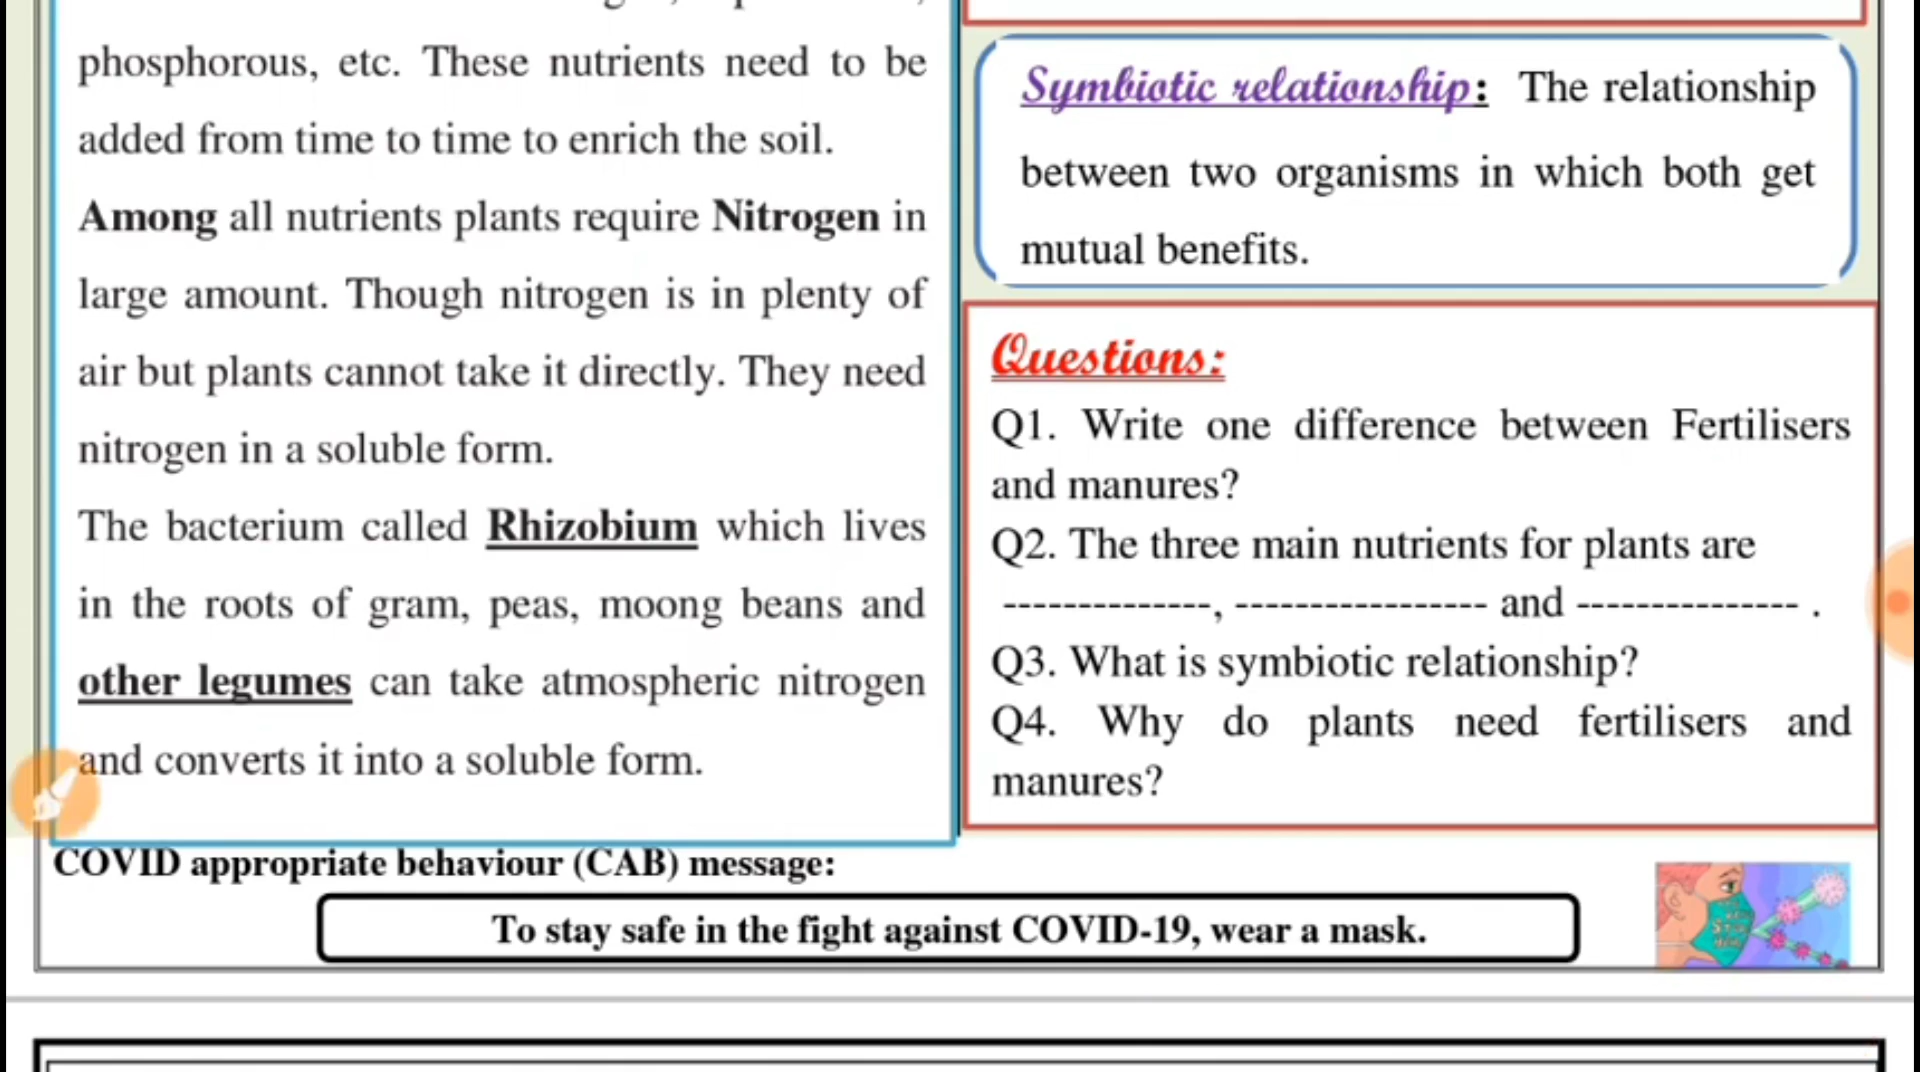 phosphorous, etc. These nutrients need to be
added from time to time to enrich the soil.
Among all nutrients plants require Nitrogen in
large amount. Though nitrogen is in plenty of
air but plants cannot take it directly. They need
nitrogen in a soluble form.
The bacterium called Rhizobium which lives
in the roots of gram, peas, moong beans and
other legumes can take atmospheric nitrogen
and converts it into a soluble form.
Symbiotic relationship: The relationship
between two organisms in which both get
mutual benefits.
Questions:
Q1. Write one difference between Fertilisers
and manures?
Q2. The three main nutrients for plants are
--------------, ----------------- and --------------- .
Q3. What is symbiotic relationship?
Q4. Why do plants need fertilisers and
manures?
COVID appropriate behaviour (CAB) message:
To stay safe in the fight against COVID-19, wear a mask.